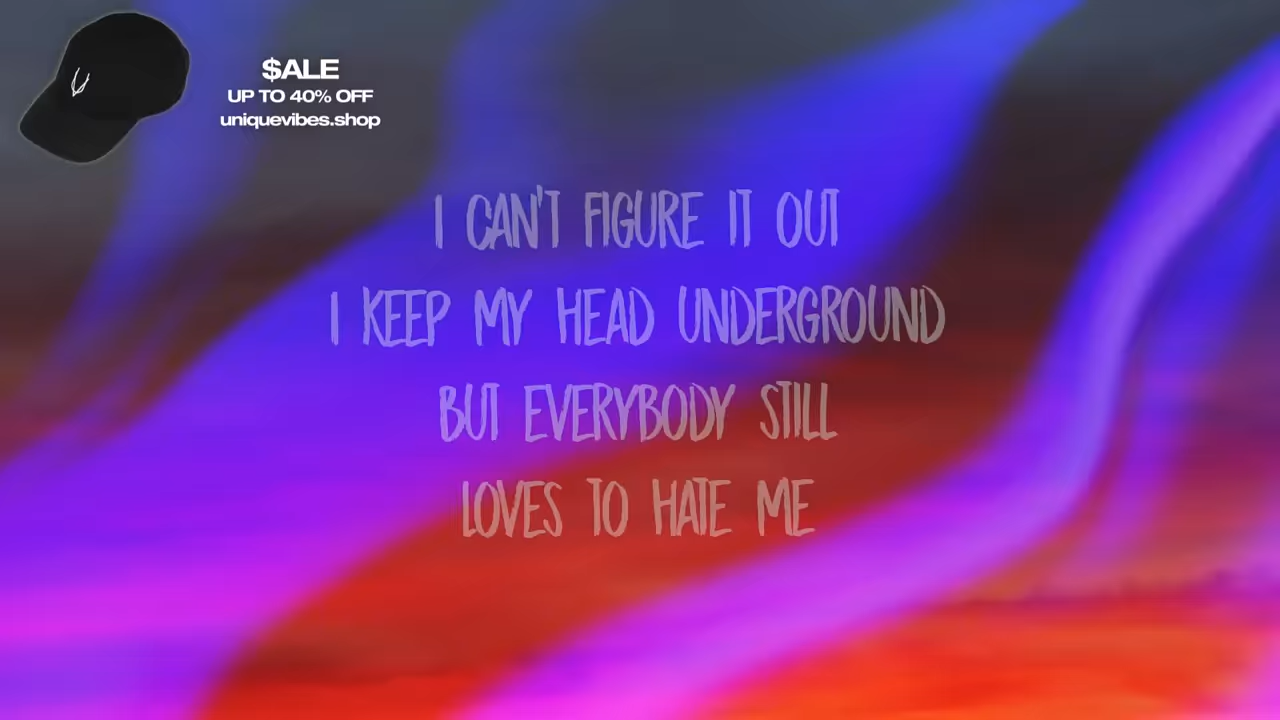 $ALE
UP TO 40% OFF
uniquevibes.shop
I CAN'T FIGURE IT OUT
I KEEP MY HEAD UNDERGROUND
BUT EVERYBODY STILL
LOVES TO HATE ME